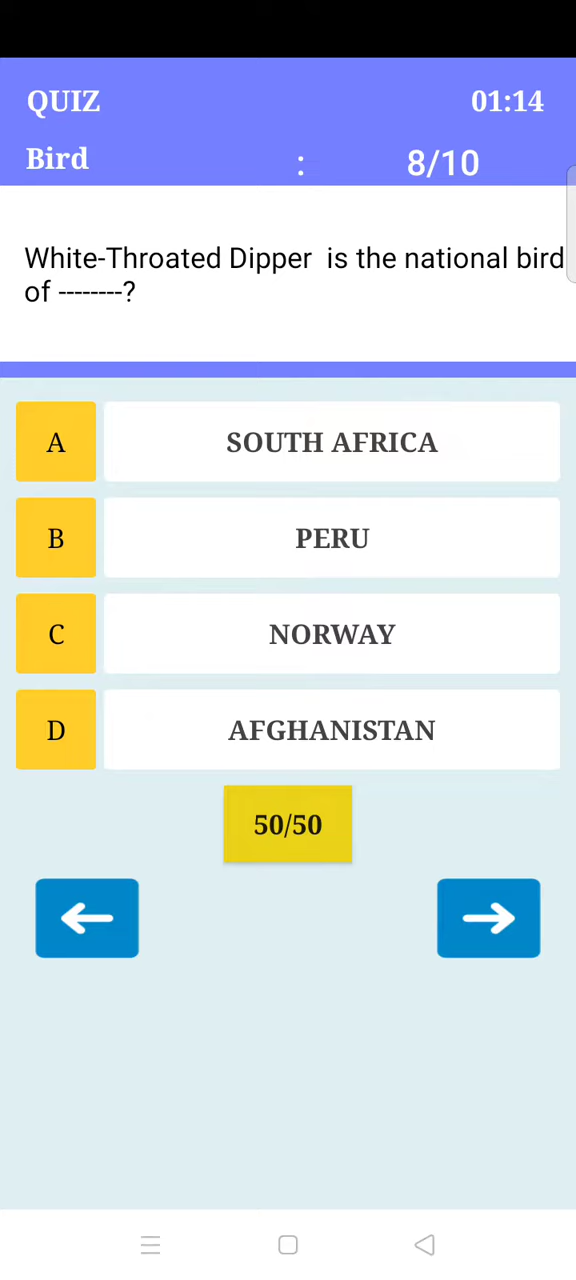 QUIZ 01:14
Bird : 8/10
White-Throated Dipper  is the national bird
of --------?
A SOUTH AFRICA
B PERU
C NORWAY
D AFGHANISTAN
50/50